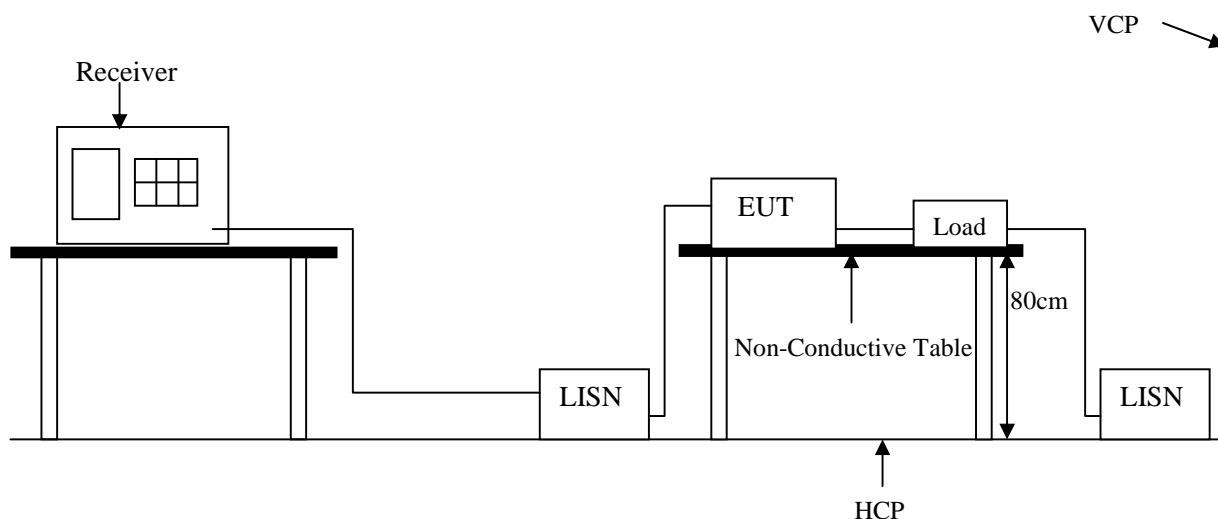 VCP
Receiver
EUT
Load
80cm
Non-Conductive Table
LISN
LISN
HCP